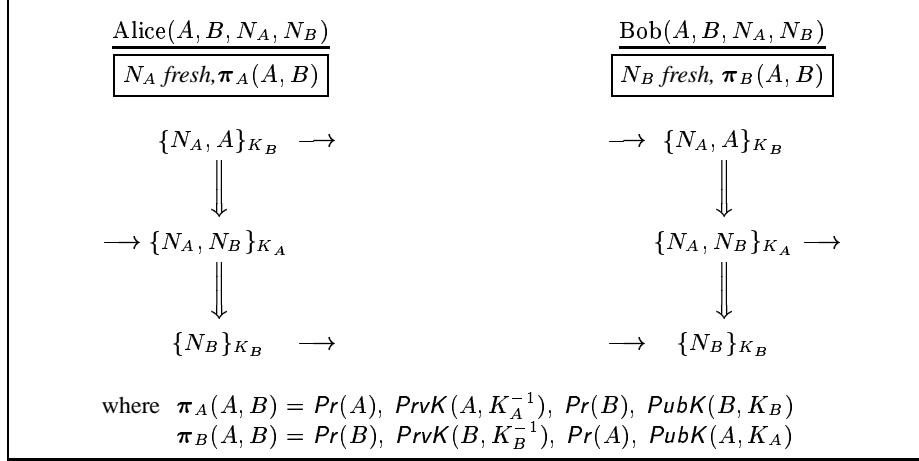 Alice(A, B, N_A, N_B) Bob(A, B, N_A, N_B)
N_A fresh, π_A(A, B) N_B fresh, π_B(A, B)
{N_A, A}_{K_B} ⟶ ⟶ {N_A, A}_{K_B}
⟶ {N_A, N_B}_{K_A} {N_A, N_B}_{K_A} ⟶
{N_B}_{K_B} ⟶ ⟶ {N_B}_{K_B}
where π_A(A, B) = Pr(A), PrvK(A, K_A^{-1}), Pr(B), PubK(B, K_B)
π_B(A, B) = Pr(B), PrvK(B, K_B^{-1}), Pr(A), PubK(A, K_A)